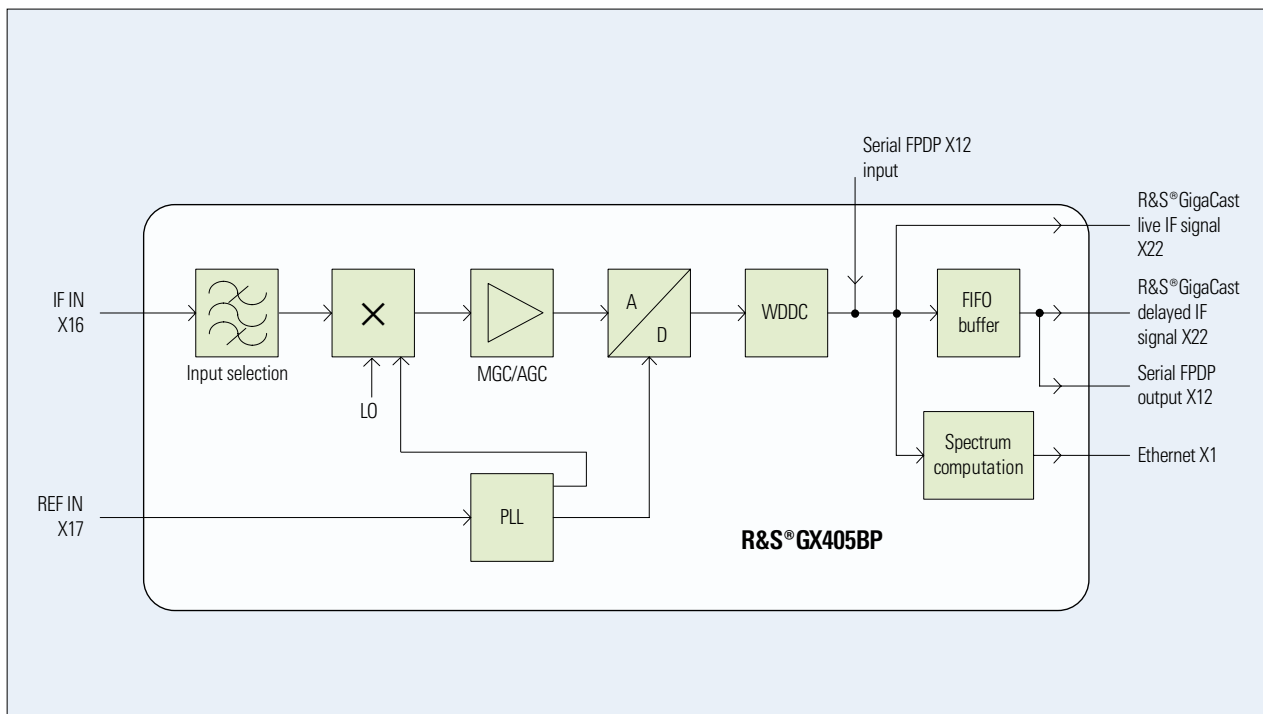 Serial FPDP X12
input
R&S®GigaCast
live IF signal
X22
IF IN
X16
Input selection
×
LO
MGC/AGC
A
D
WDDC
FIFO
buffer
R&S®GigaCast
delayed IF
signal X22
Serial FPDP
output X12
Spectrum
computation
Ethernet X1
REF IN
X17
PLL
R&S®GX405BP